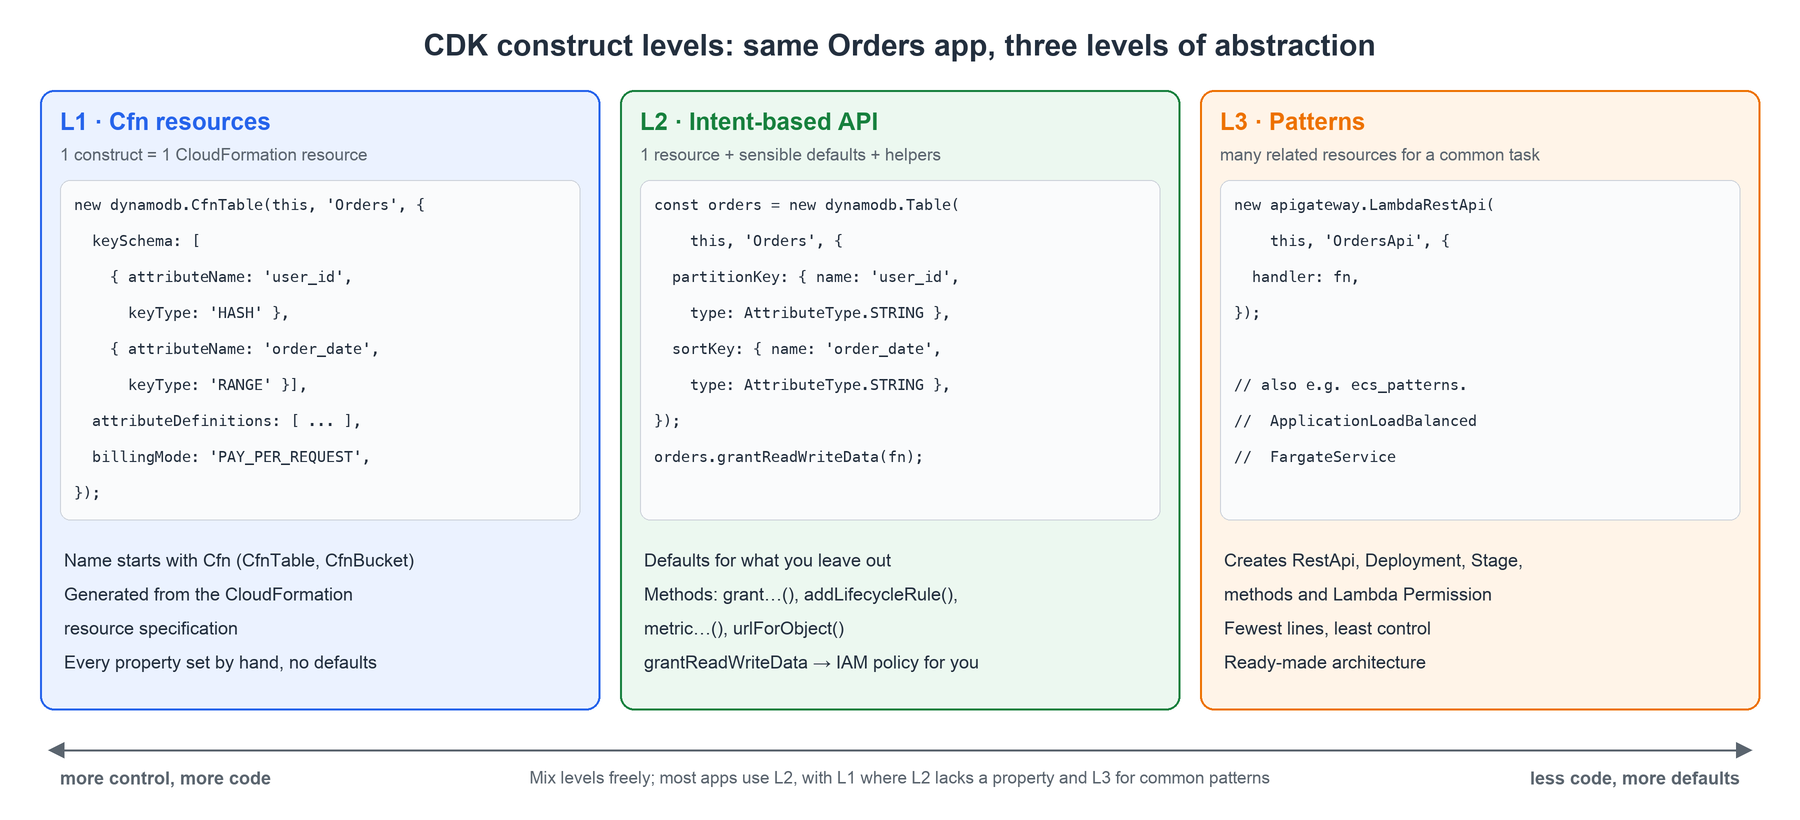 CDK construct levels: same Orders app, three levels of abstraction
L1 · Cfn resources
1 construct = 1 CloudFormation resource
new dynamodb.CfnTable(this, 'Orders', {
  keySchema: [
    { attributeName: 'user_id',
      keyType: 'HASH' },
    { attributeName: 'order_date',
      keyType: 'RANGE' }],
  attributeDefinitions: [ ... ],
  billingMode: 'PAY_PER_REQUEST',
});
Name starts with Cfn (CfnTable, CfnBucket)
Generated from the CloudFormation
resource specification
Every property set by hand, no defaults
L2 · Intent-based API
1 resource + sensible defaults + helpers
const orders = new dynamodb.Table(
    this, 'Orders', {
  partitionKey: { name: 'user_id',
    type: AttributeType.STRING },
  sortKey: { name: 'order_date',
    type: AttributeType.STRING },
});
orders.grantReadWriteData(fn);
Defaults for what you leave out
Methods: grant…(), addLifecycleRule(),
metric…(), urlForObject()
grantReadWriteData → IAM policy for you
L3 · Patterns
many related resources for a common task
new apigateway.LambdaRestApi(
    this, 'OrdersApi', {
  handler: fn,
});
// also e.g. ecs_patterns.
//  ApplicationLoadBalanced
//  FargateService
Creates RestApi, Deployment, Stage,
methods and Lambda Permission
Fewest lines, least control
Ready-made architecture
more control, more code
Mix levels freely; most apps use L2, with L1 where L2 lacks a property and L3 for common patterns
less code, more defaults